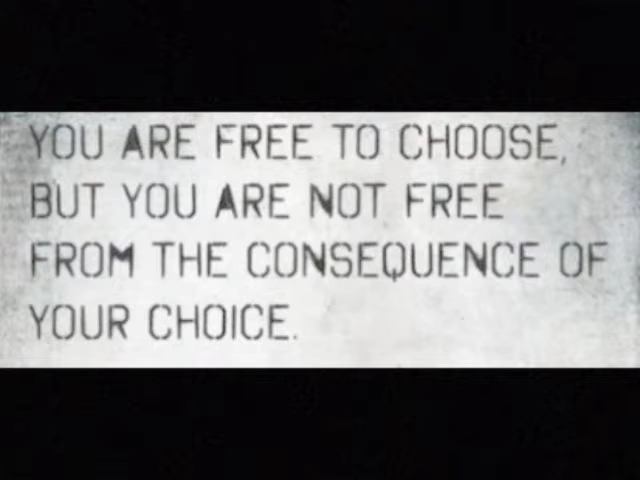 YOU ARE FREE TO CHOOSE,
BUT YOU ARE NOT FREE
FROM THE CONSEQUENCE OF
YOUR CHOICE.